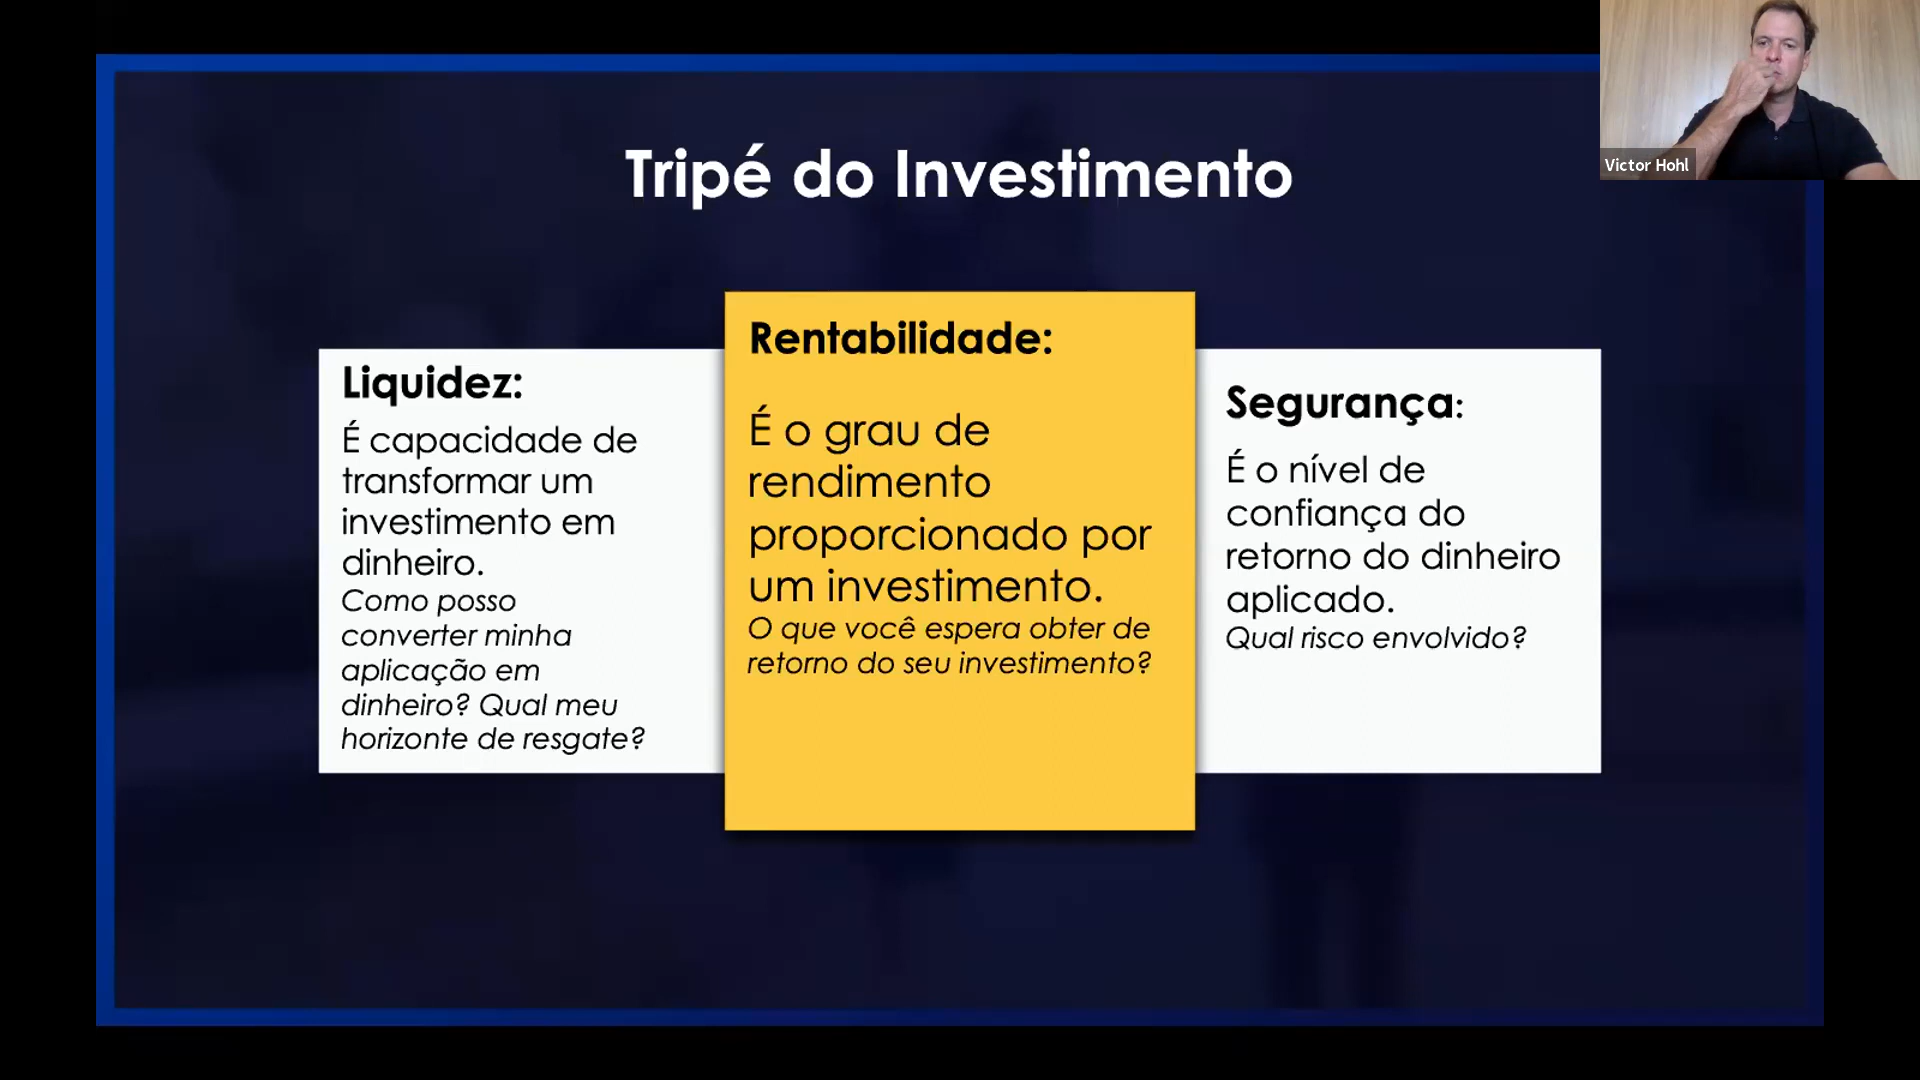 Tripé do Investimento
Liquidez:
É capacidade de
transformar um
investimento em
dinheiro.
Como posso
converter minha
aplicação em
dinheiro? Qual meu
horizonte de resgate?
Rentabilidade:
É o grau de
rendimento
proporcionado por
um investimento.
O que você espera obter de
retorno do seu investimento?
Segurança:
É o nível de
confiança do
retorno do dinheiro
aplicado.
Qual risco envolvido?
Victor Hohl